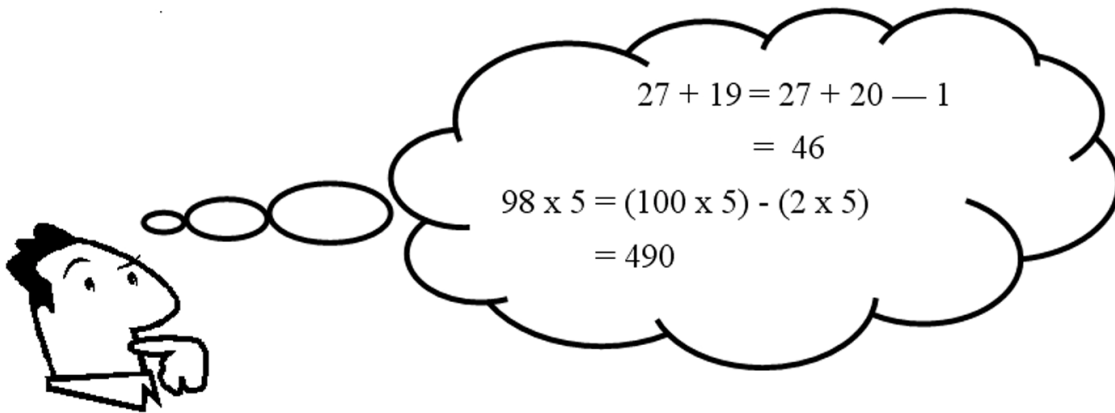 27 + 19 = 27 + 20 — 1
= 46
98 x 5 = (100 x 5) - (2 x 5)
= 490